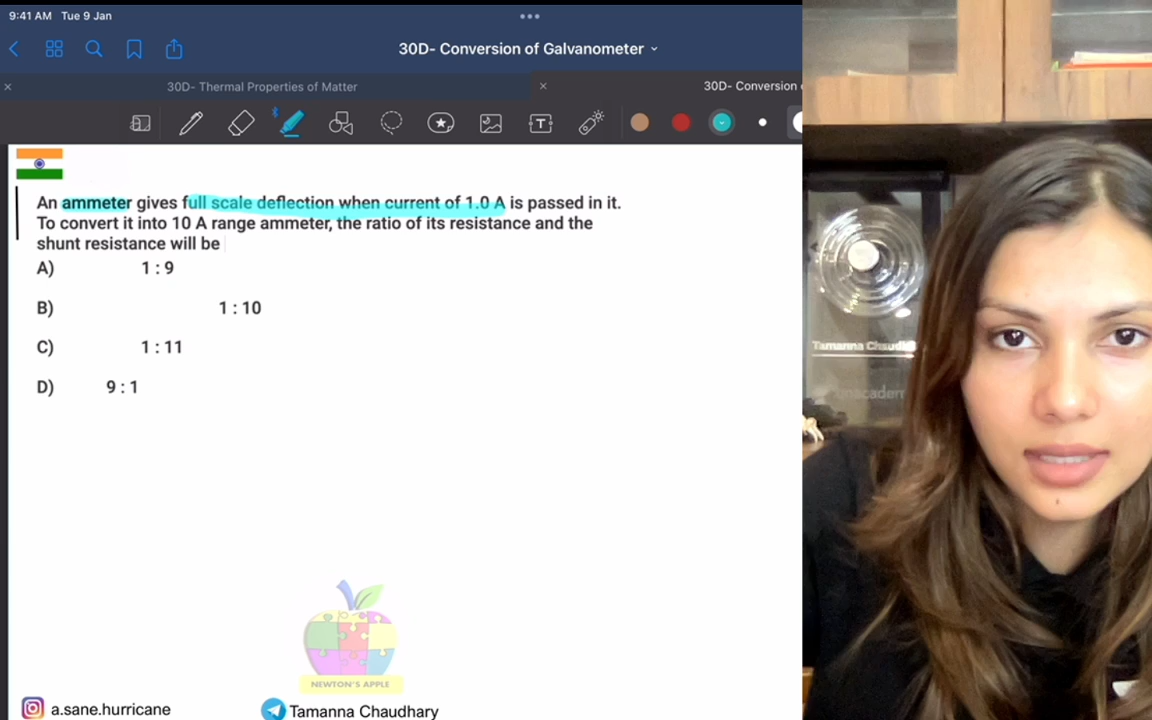 9:41 AM Tue 9 Jan
30D- Conversion of Galvanometer
30D- Thermal Properties of Matter
30D- Conversion
An ammeter gives full scale deflection when current of 1.0 A is passed in it.
To convert it into 10 A range ammeter, the ratio of its resistance and the
shunt resistance will be
A) 1 : 9
B) 1 : 10
C) 1 : 11
D) 9 : 1
Tamanna Chaud
NEWTON'S APPLE
a.sane.hurricane
Tamanna Chaudhary